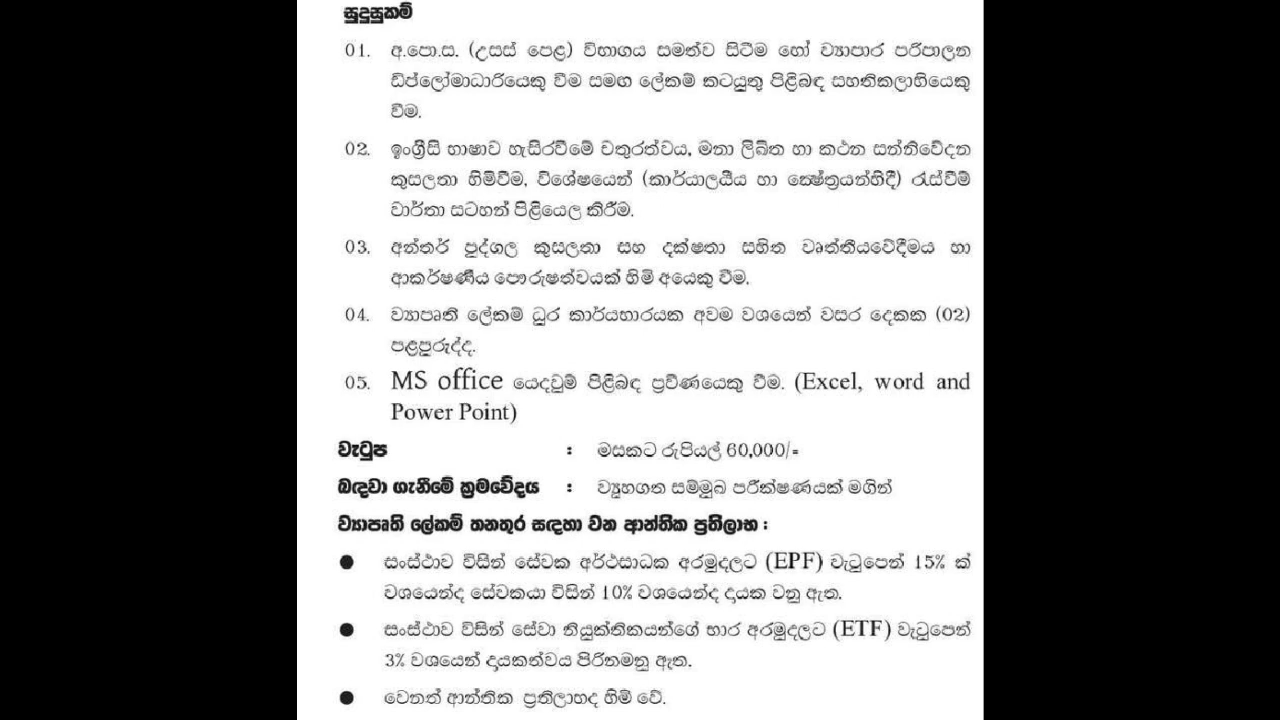 සුදුසුකම්
01. අ.පො.ස. (උසස් පෙළ) විභාගය සමත්ව සිටීම හෝ ව්‍යාපාර පරිපාලන
ඩිප්ලෝමාධාරියෙකු වීම සමඟ ලේකම් කටයුතු පිළිබඳ සහතිකලාභියෙකු
වීම.
02. ඉංග්‍රීසි භාෂාව හැසිරවීමේ චතුරත්වය, මනා ලිඛිත හා කථන සන්නිවේදන
කුසලතා හිමිවීම, විශේෂයෙන් (කාර්යාලයීය හා ක්‍ෂේත්‍රයන්හිදී) රැස්වීම්
වාර්තා සටහන් පිළියෙල කිරීම.
03. අන්තර් පුද්ගල කුසලතා සහ දක්ෂතා සහිත වෘත්තීයවේදීමය හා
ආකර්ෂණීය පෞරුෂත්වයක් හිමි අයෙකු වීම.
04. ව්‍යාපෘති ලේකම් ධුර කාර්යභාරයක අවම වශයෙන් වසර දෙකක (02)
පළපුරුද්ද.
05. MS office යෙදවුම් පිළිබඳ ප්‍රවීණයෙකු වීම. (Excel, word and
Power Point)
වැටුප : මසකට රුපියල් 60,000/=
බඳවා ගැනීමේ ක්‍රමවේදය : ව්‍යුහගත සම්මුඛ පරීක්ෂණයක් මගින්
ව්‍යාපෘති ලේකම් තනතුර සඳහා වන ආන්තික ප්‍රතිලාභ :
● සංස්ථාව විසින් සේවක අර්ථසාධක අරමුදලට (EPF) වැටුපෙන් 15% ක්
වශයෙන්ද සේවකයා විසින් 10% වශයෙන්ද දායක වනු ඇත.
● සංස්ථාව විසින් සේවා නියුක්තිකයන්ගේ භාර අරමුදලට (ETF) වැටුපෙන්
3% වශයෙන් දායකත්වය පිරිනමනු ඇත.
● වෙනත් ආන්තික ප්‍රතිලාභද හිමි වේ.